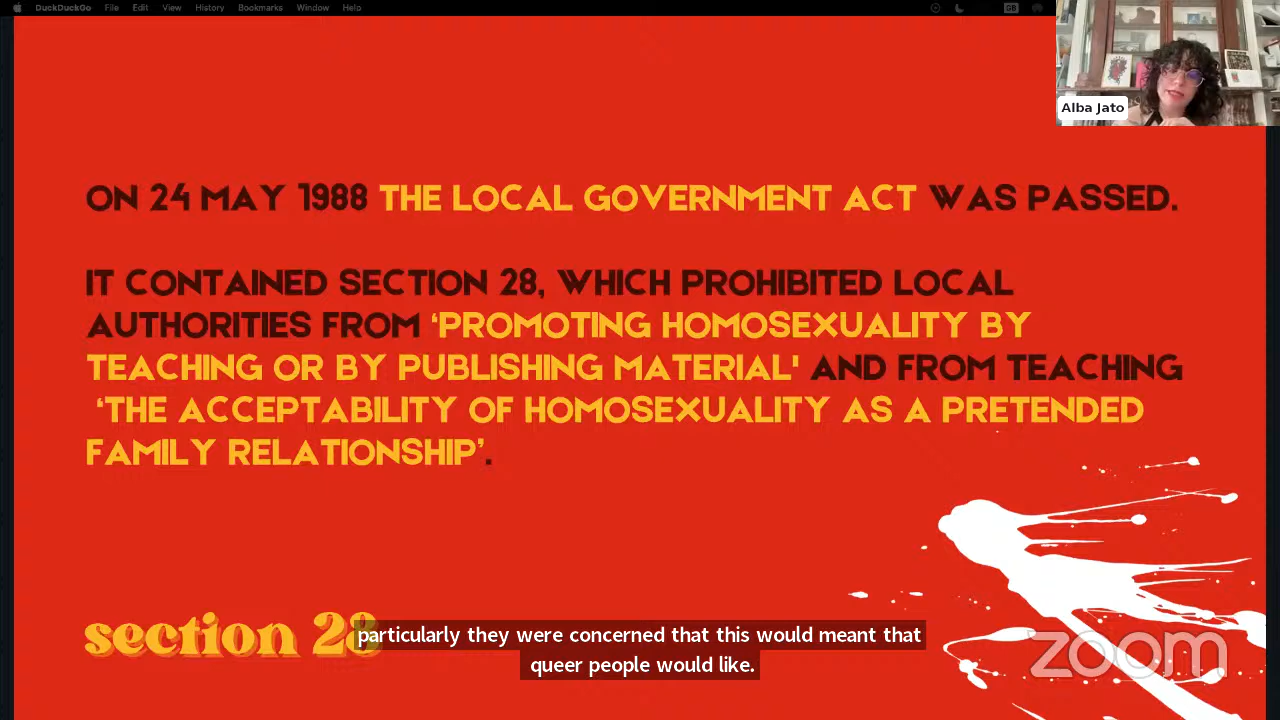 DuckDuckGo File Edit View History Bookmarks Window Help
GB
Alba Jato
ON 24 MAY 1988 THE LOCAL GOVERNMENT ACT WAS PASSED.
IT CONTAINED SECTION 28, WHICH PROHIBITED LOCAL
AUTHORITIES FROM ‘PROMOTING HOMOSEXUALITY BY
TEACHING OR BY PUBLISHING MATERIAL' AND FROM TEACHING
‘THE ACCEPTABILITY OF HOMOSEXUALITY AS A PRETENDED
FAMILY RELATIONSHIP’.
section 28
particularly they were concerned that this would meant that
queer people would like.
zoom